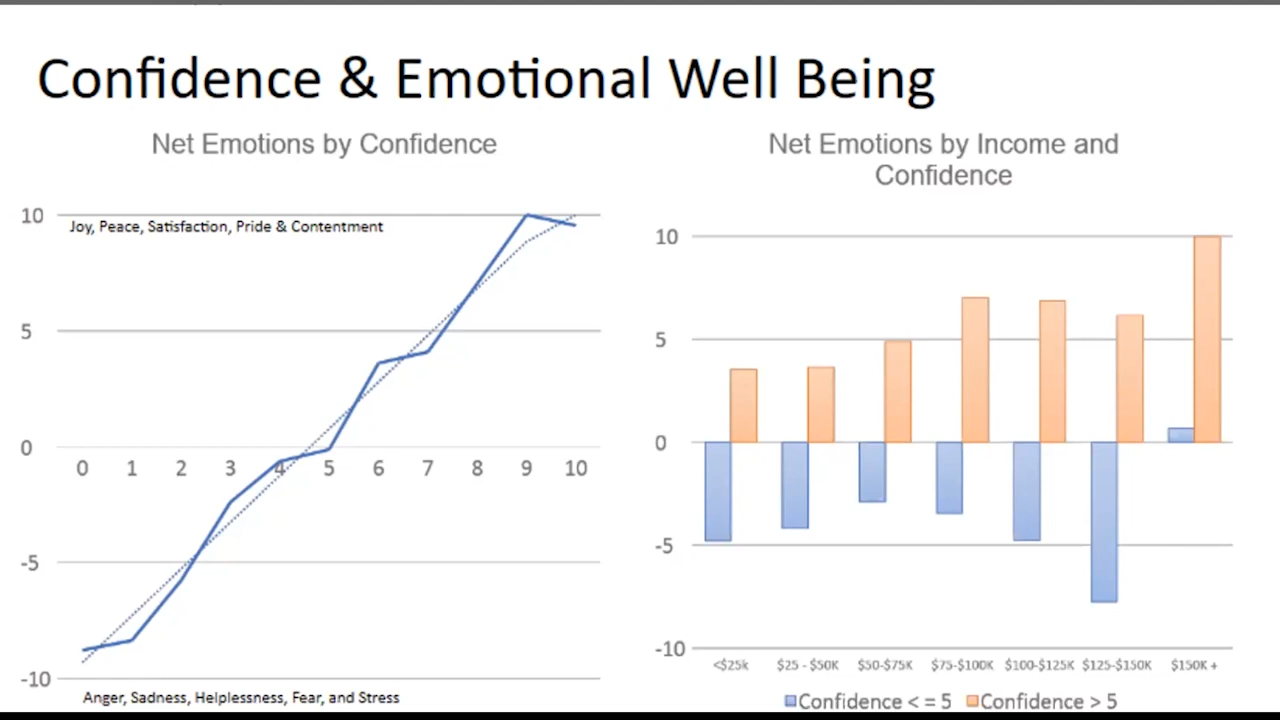 Confidence & Emotional Well Being
Net Emotions by Confidence
10
Joy, Peace, Satisfaction, Pride & Contentment
5
0
0 1 2 3 4 5 6 7 8 9 10
-5
-10
Anger, Sadness, Helplessness, Fear, and Stress
Net Emotions by Income and
Confidence
10
5
0
-5
-10
<$25k $25 - $50K $50-$75K $75-$100K $100-$125K $125-$150K $150K +
Confidence < = 5 Confidence > 5